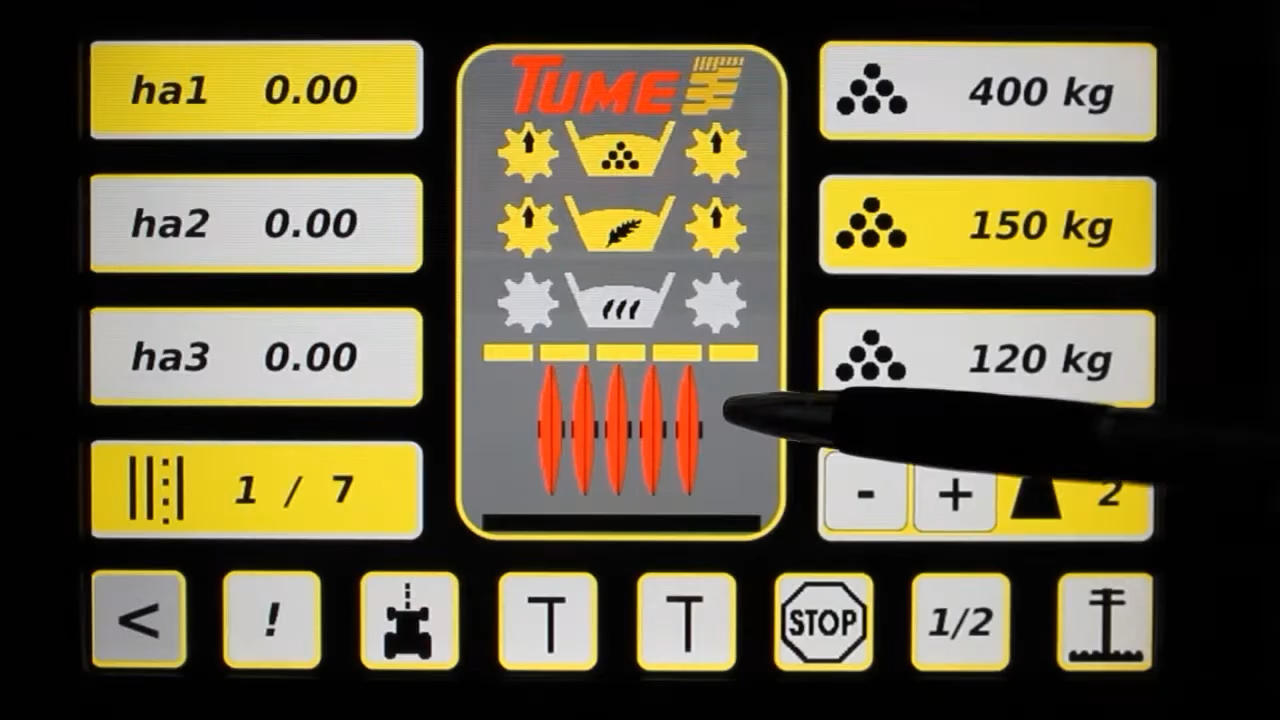 TUME
ha1 0.00
400 kg
ha2 0.00
150 kg
ha3 0.00
120 kg
1 / 7
- + 2
< ! T T STOP 1/2